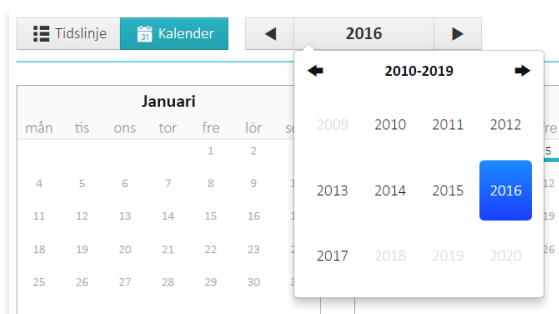 Tidslinje 31 Kalender 2016
2010-2019
Januari
mån tis ons tor fre lör
2009 2010 2011 2012
1 2 5
4 5 6 7 8 9 12
2013 2014 2015 2016
11 12 13 14 15 16 19
18 19 20 21 22 23 26
2017 2018 2019 2020
25 26 27 28 29 30